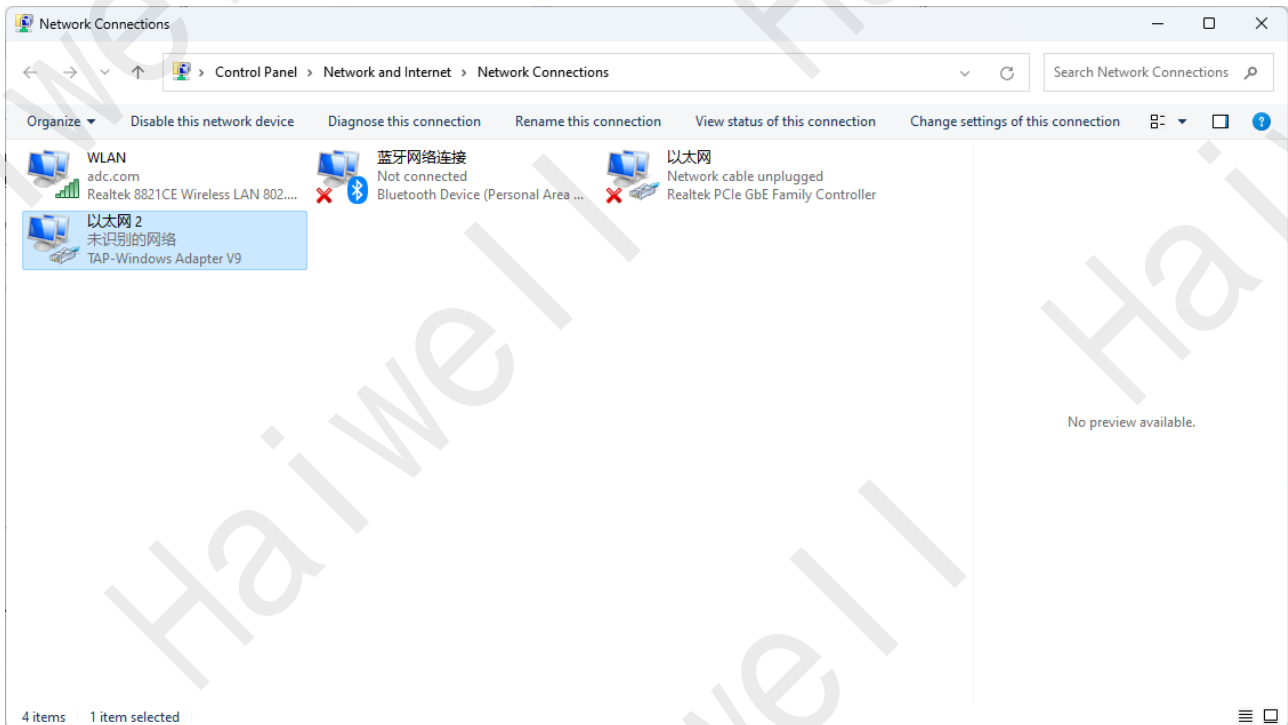 Network Connections
Control Panel > Network and Internet > Network Connections
Search Network Connections
Organize Disable this network device Diagnose this connection Rename this connection View status of this connection Change settings of this connection
WLAN
adc.com
Realtek 8821CE Wireless LAN 802....
蓝牙网络连接
Not connected
Bluetooth Device (Personal Area ...
以太网
Network cable unplugged
Realtek PCIe GbE Family Controller
以太网 2
未识别的网络
TAP-Windows Adapter V9
No preview available.
4 items 1 item selected
Haiwell
Haiwell